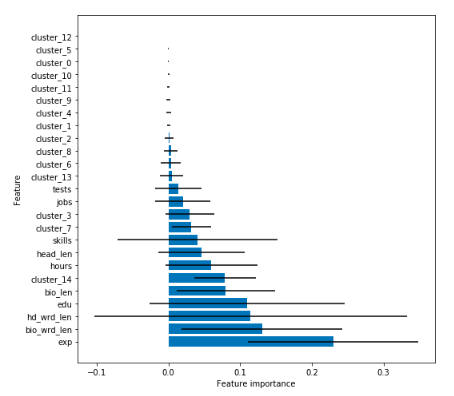 cluster_12
cluster_5
cluster_0
cluster_10
cluster_11
cluster_9
cluster_4
cluster_1
cluster_2
cluster_8
cluster_6
cluster_13
tests
jobs
cluster_3
cluster_7
skills
head_len
hours
cluster_14
bio_len
edu
hd_wrd_len
bio_wrd_len
exp
Feature
−0.1 0.0 0.1 0.2 0.3
Feature importance